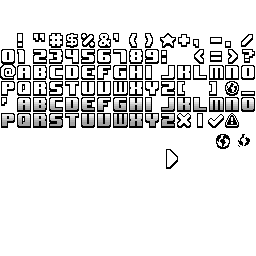 ! " # $ % & ' ( ) * + , - . /
0 1 2 3 4 5 6 7 8 9 : < = > ?
@ A B C D E F G H I J K L M N O
P Q R S T U V W X Y Z [ ] _
' A B C D E F G H I J K L M N O
P Q R S T U V W X Y Z × | ✓ ⚠